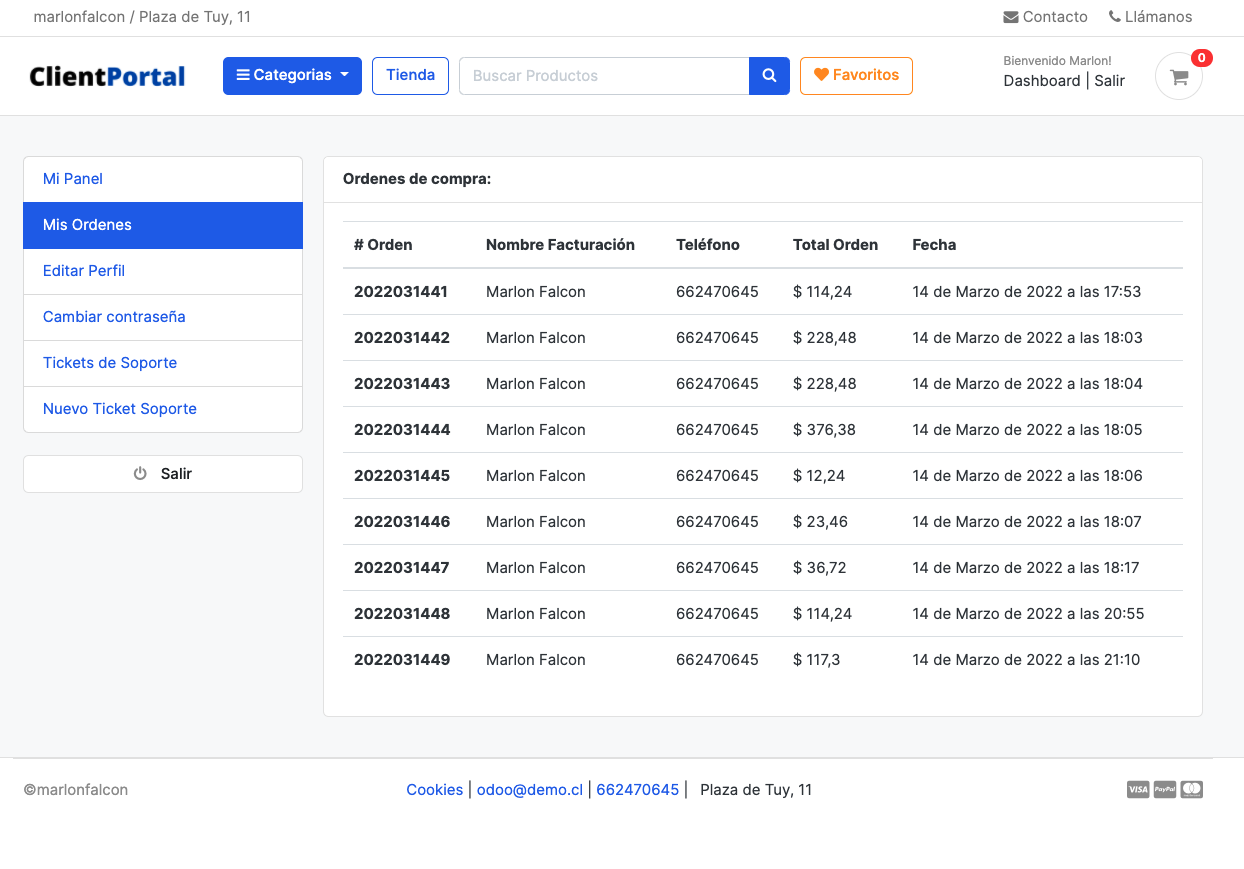 marlonfalcon / Plaza de Tuy, 11 Contacto Llámanos
ClientPortal Categorias Tienda Buscar Productos Favoritos
Bienvenido Marlon!
Dashboard | Salir
0
Mi Panel
Mis Ordenes
Editar Perfil
Cambiar contraseña
Tickets de Soporte
Nuevo Ticket Soporte
Salir
Ordenes de compra:
# Orden Nombre Facturación Teléfono Total Orden Fecha
2022031441 Marlon Falcon 662470645 $ 114,24 14 de Marzo de 2022 a las 17:53
2022031442 Marlon Falcon 662470645 $ 228,48 14 de Marzo de 2022 a las 18:03
2022031443 Marlon Falcon 662470645 $ 228,48 14 de Marzo de 2022 a las 18:04
2022031444 Marlon Falcon 662470645 $ 376,38 14 de Marzo de 2022 a las 18:05
2022031445 Marlon Falcon 662470645 $ 12,24 14 de Marzo de 2022 a las 18:06
2022031446 Marlon Falcon 662470645 $ 23,46 14 de Marzo de 2022 a las 18:07
2022031447 Marlon Falcon 662470645 $ 36,72 14 de Marzo de 2022 a las 18:17
2022031448 Marlon Falcon 662470645 $ 114,24 14 de Marzo de 2022 a las 20:55
2022031449 Marlon Falcon 662470645 $ 117,3 14 de Marzo de 2022 a las 21:10
©marlonfalcon Cookies | odoo@demo.cl | 662470645 | Plaza de Tuy, 11 VISA PayPal